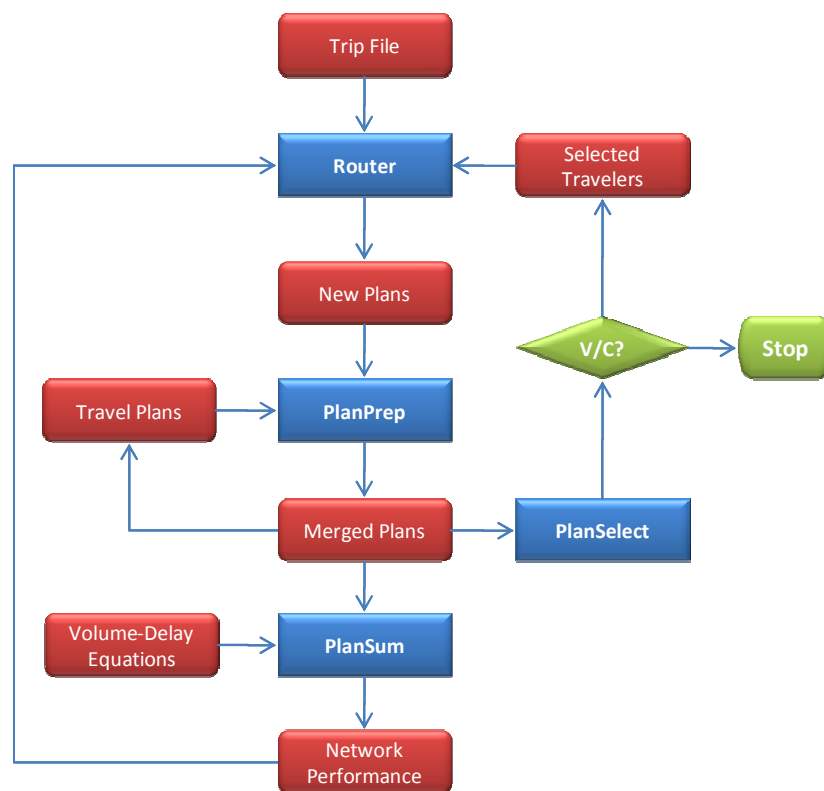 Trip File
Router
Selected
Travelers
New Plans
V/C?
Stop
Travel Plans
PlanPrep
Merged Plans
PlanSelect
Volume-Delay
Equations
PlanSum
Network
Performance